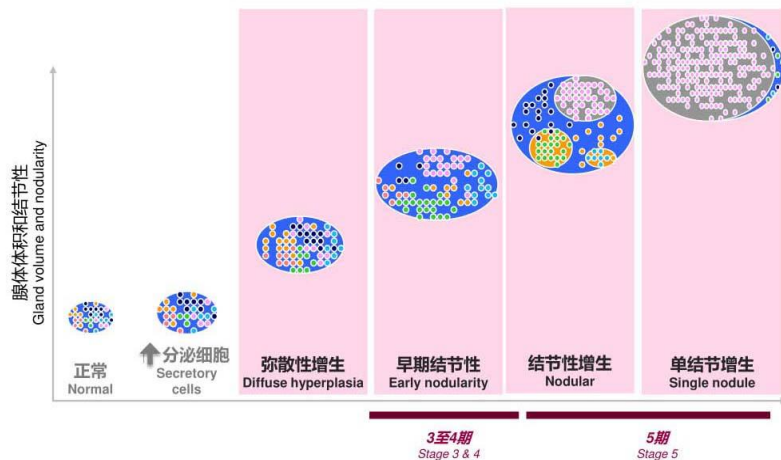 腺体体积和结节性
Gland volume and nodularity
正常
Normal
分泌细胞
Secretory
cells
弥散性增生
Diffuse hyperplasia
早期结节性
Early nodularity
结节性增生
Nodular
单结节增生
Single nodule
3至4期
Stage 3 & 4
5期
Stage 5